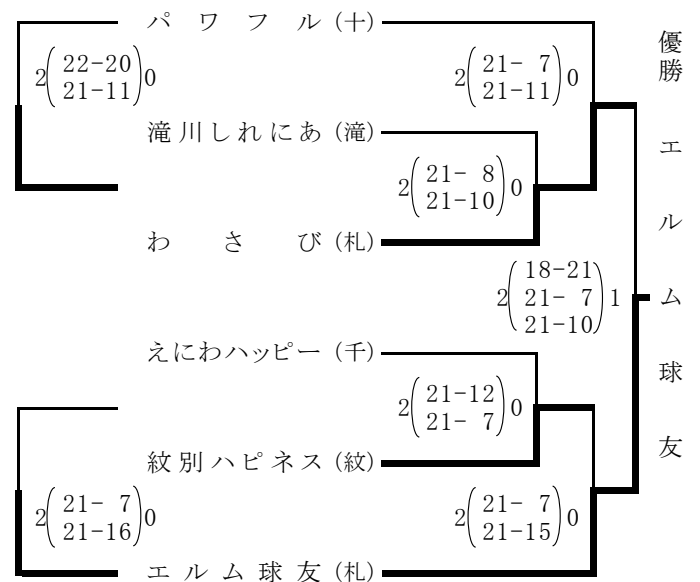 パワフル(十)
2(22-20 21-11)0
2(21- 7 21-11)0
滝川しれにあ(滝)
2(21- 8 21-10)0
わさび(札)
2(18-21 21- 7 21-10)1
えにわハッピー(千)
2(21-12 21- 7)0
紋別ハピネス(紋)
2(21- 7 21-16)0
2(21- 7 21-15)0
エルム球友(札)
優勝 エルム球友